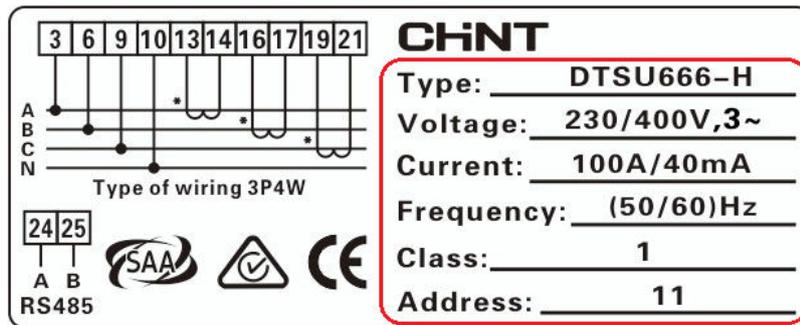 3 6 9 10 13 14 16 17 19 21
A
B
C
N
* * *
Type of wiring 3P4W
24 25
A B
RS485
SAA
CE
CHiNT
Type: DTSU666-H
Voltage: 230/400V,3~
Current: 100A/40mA
Frequency: (50/60)Hz
Class: 1
Address: 11